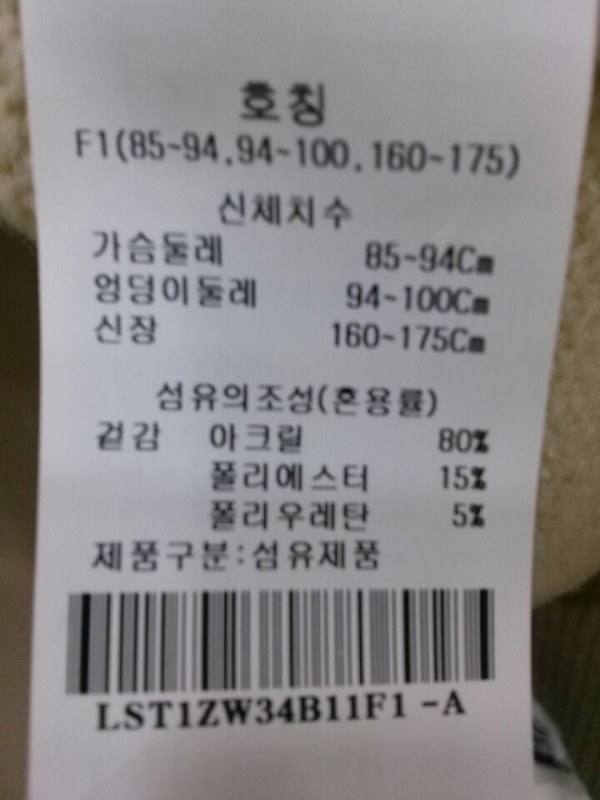 호칭
F1(85~94,94~100,160~175)
신체치수
가슴둘레 85~94Cm
엉덩이둘레 94~100Cm
신장 160~175Cm
섬유의조성(혼용률)
겉감 아크릴 80%
폴리에스터 15%
폴리우레탄 5%
제품구분:섬유제품
LST1ZW34B11F1 -A